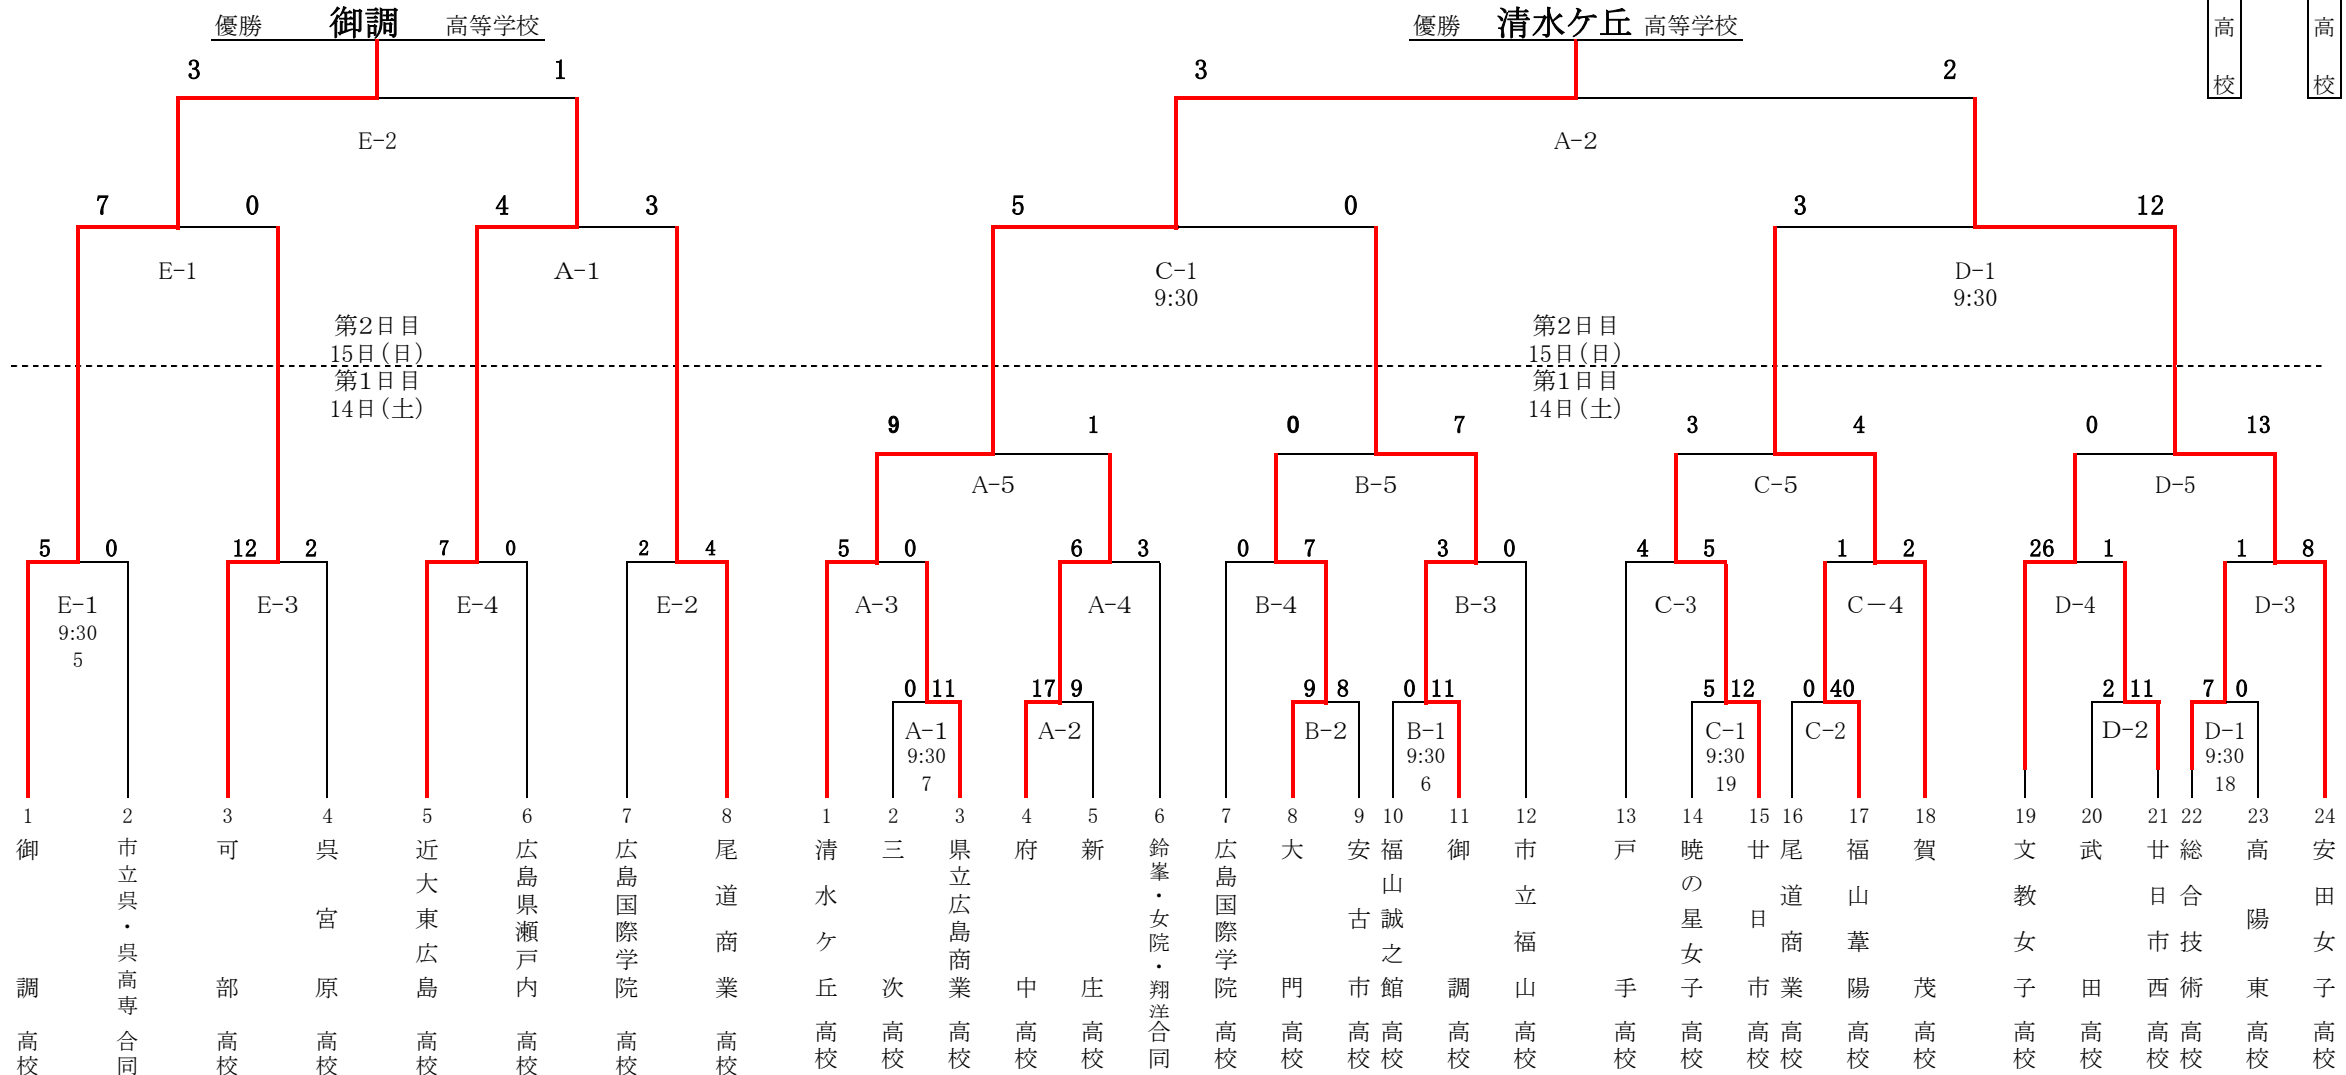 優勝 御調 高等学校
優勝 清水ケ丘 高等学校
高校
高校
3 1
3 2
E-2
A-2
7 0
4 3
5 0
3 12
E-1
A-1
C-1
9:30
D-1
9:30
第2日目
15日(日)
第1日目
14日(土)
第2日目
15日(日)
第1日目
14日(土)
9 1
0 7
3 4
0 13
A-5
B-5
C-5
D-5
5 0
12 2
7 0
2 4
5 0
6 3
0 7
3 0
4 5
1 2
26 1
1 8
E-1
9:30
5
E-3
E-4
E-2
A-3
A-4
B-4
B-3
C-3
C－4
D-4
D-3
0 11
17 9
9 8
0 11
5 12
0 40
2 11
7 0
A-1
9:30
7
A-2
B-2
B-1
9:30
6
C-1
9:30
19
C-2
D-2
D-1
9:30
18
1 御調高校
2 市立呉・呉高専合同
3 可部高校
4 呉宮原高校
5 近大東広島高校
6 広島県瀬戸内高校
7 広島国際学院高校
8 尾道商業高校
1 清水ケ丘高校
2 三次高校
3 県立広島商業高校
4 府中高校
5 新庄高校
6 鈴峯・女院・翔洋合同
7 広島国際学院高校
8 大門高校
9 安古市高校
10 福山誠之館高校
11 御調高校
12 市立福山高校
13 戸手高校
14 暁の星女子高校
15 廿日市高校
16 尾道商業高校
17 福山葦陽高校
18 賀茂高校
19 文教女子高校
20 武田高校
21 廿日市西高校
22 総合技術高校
23 高陽東高校
24 安田女子高校